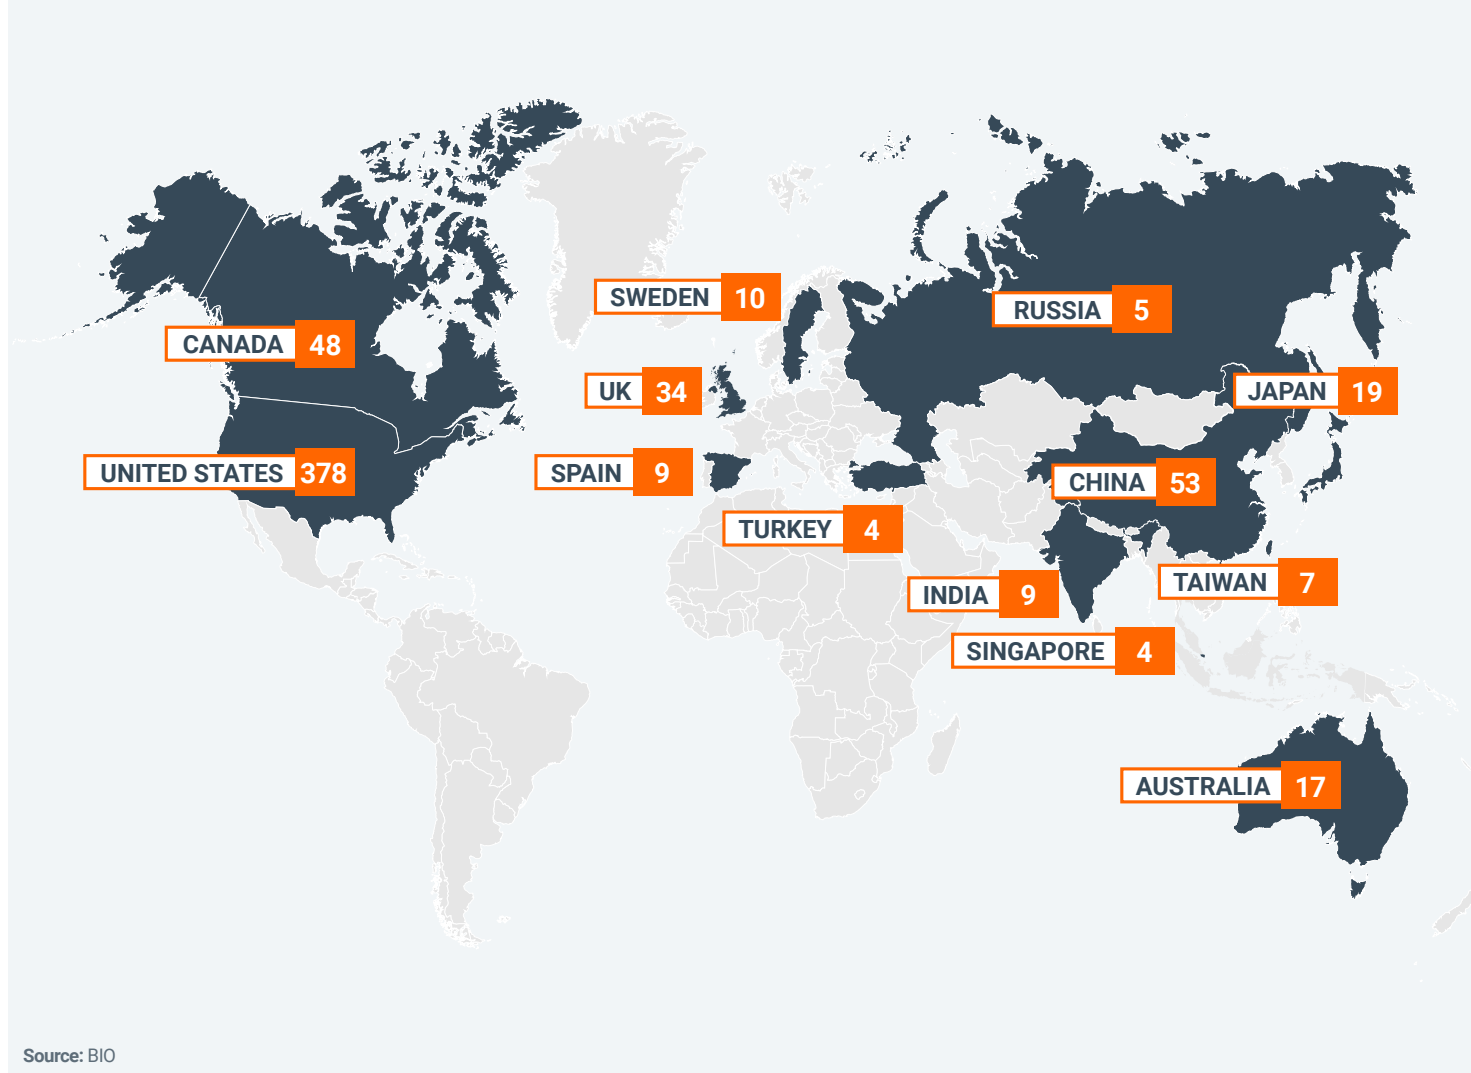 SWEDEN 10
RUSSIA 5
CANADA 48
UK 34
JAPAN 19
UNITED STATES 378
SPAIN 9
CHINA 53
TURKEY 4
TAIWAN 7
INDIA 9
SINGAPORE 4
AUSTRALIA 17
Source: BIO